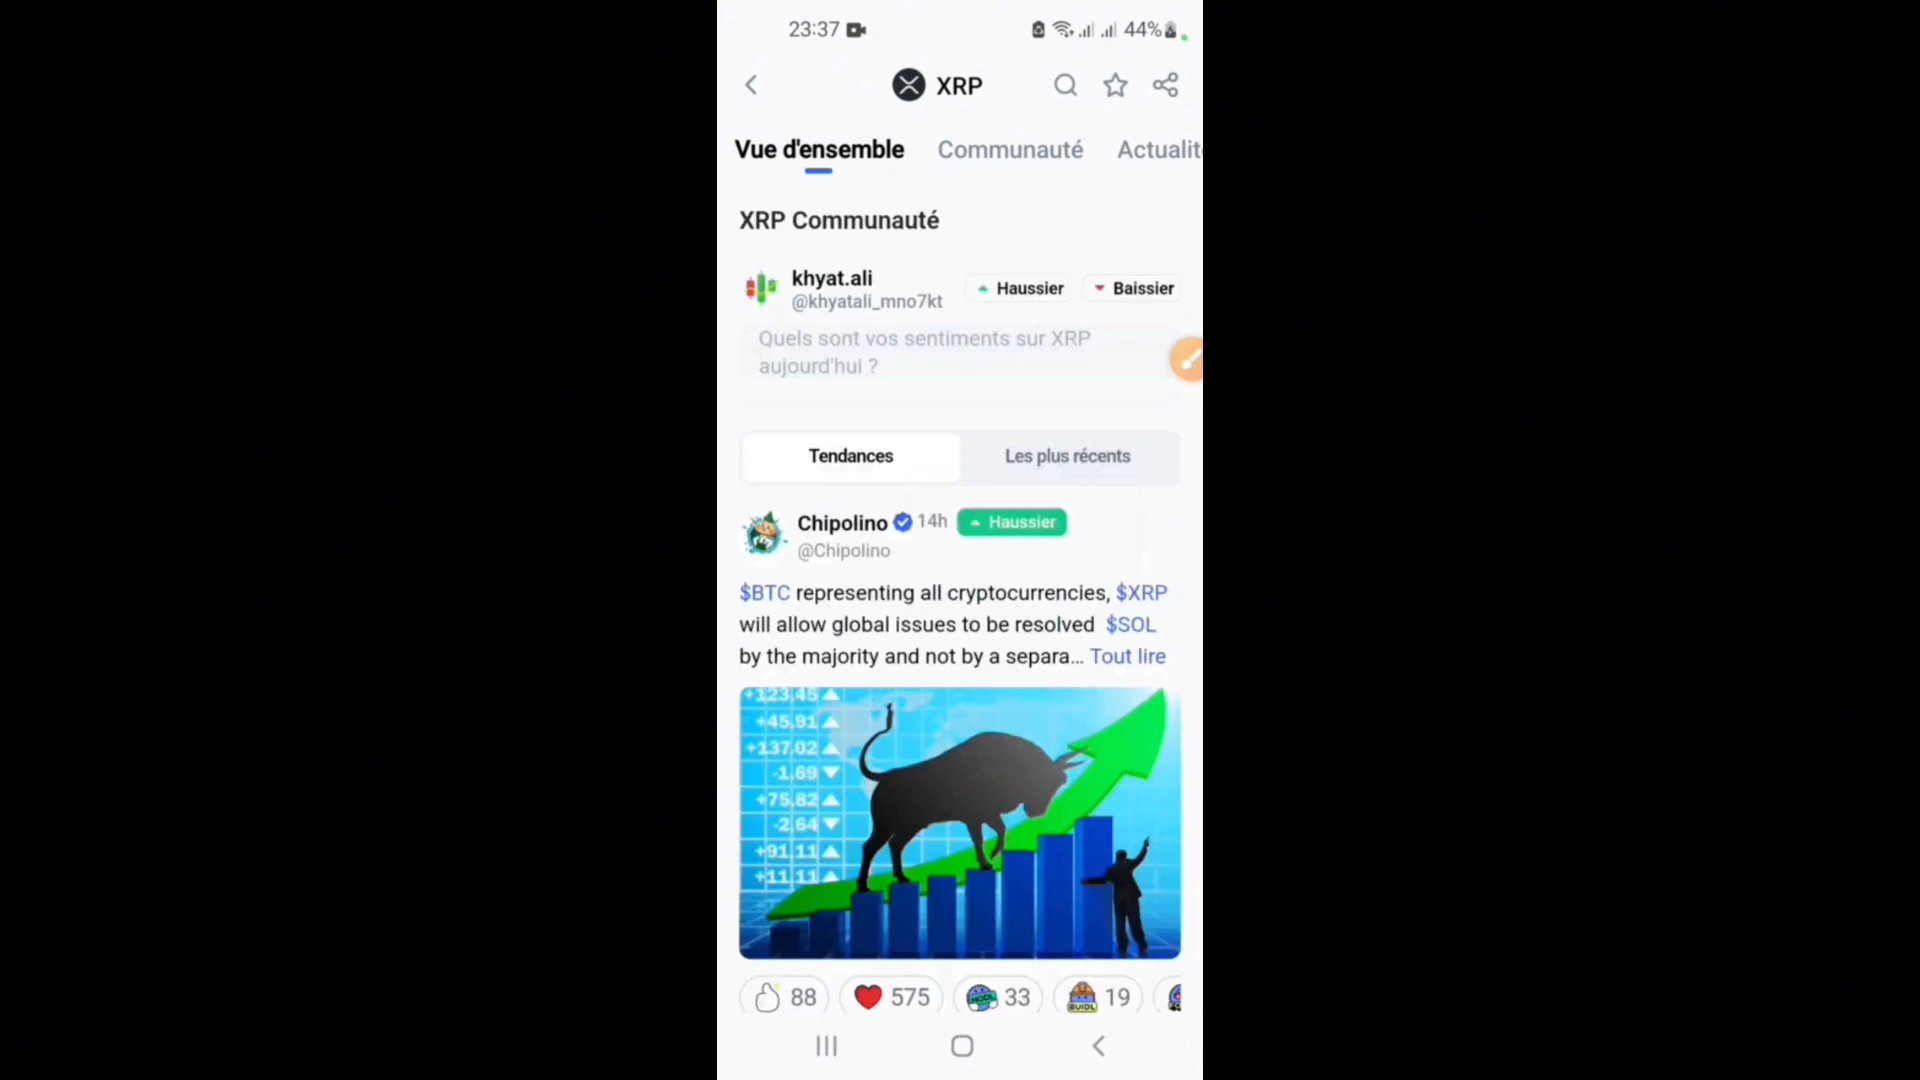 23:37
44%
XRP
Vue d'ensemble
Communauté
Actualit
XRP Communauté
khyat.ali
@khyatali_mno7kt
Haussier
Baissier
Quels sont vos sentiments sur XRP
aujourd'hui ?
Tendances
Les plus récents
Chipolino 14h Haussier
@Chipolino
$BTC representing all cryptocurrencies, $XRP
will allow global issues to be resolved $SOL
by the majority and not by a separa... Tout lire
+123,45
+45,91
+137,02
-1,69
+75,82
-2,64
+91,11
+11,11
88
575
HODL 33
BUIDL 19